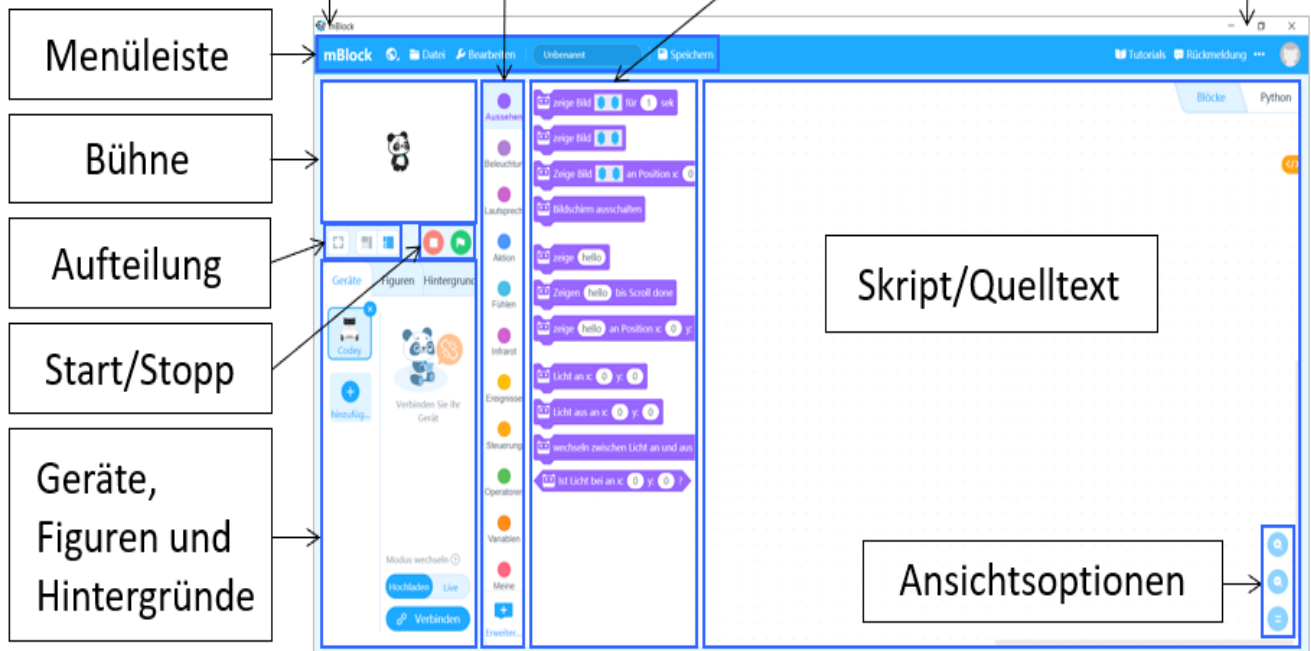 mBlock
Menüleiste
mBlock Datei Bearbeiten Unbenannt Speichern Tutorials Rückmeldung
Bühne
Aufteilung
Start/Stopp
Geräte,
Figuren und
Hintergründe
Geräte Figuren Hintergrund
Codey
hinzufüg...
Verbinden Sie Ihr
Gerät
Modus wechseln ?
Hochladen Live
Verbinden
Aussehen
Beleuchtun
Lautsprech
Aktion
Fühlen
Infrarot
Ereignisse
Steuerung
Operatoren
Variablen
Meine
Erweiter...
zeige Bild für 1 sek
zeige Bild
Zeige Bild an Position x: 0
Bildschirm ausschalten
zeige hello
Zeigen hello bis Scroll done
zeige hello an Position x: 0 y:
Licht an x: 0 y: 0
Licht aus an x: 0 y: 0
wechseln zwischen Licht an und aus
Ist Licht bei an x: 0 y: 0 ?
Blöcke Python
</>
Skript/Quelltext
Ansichtsoptionen